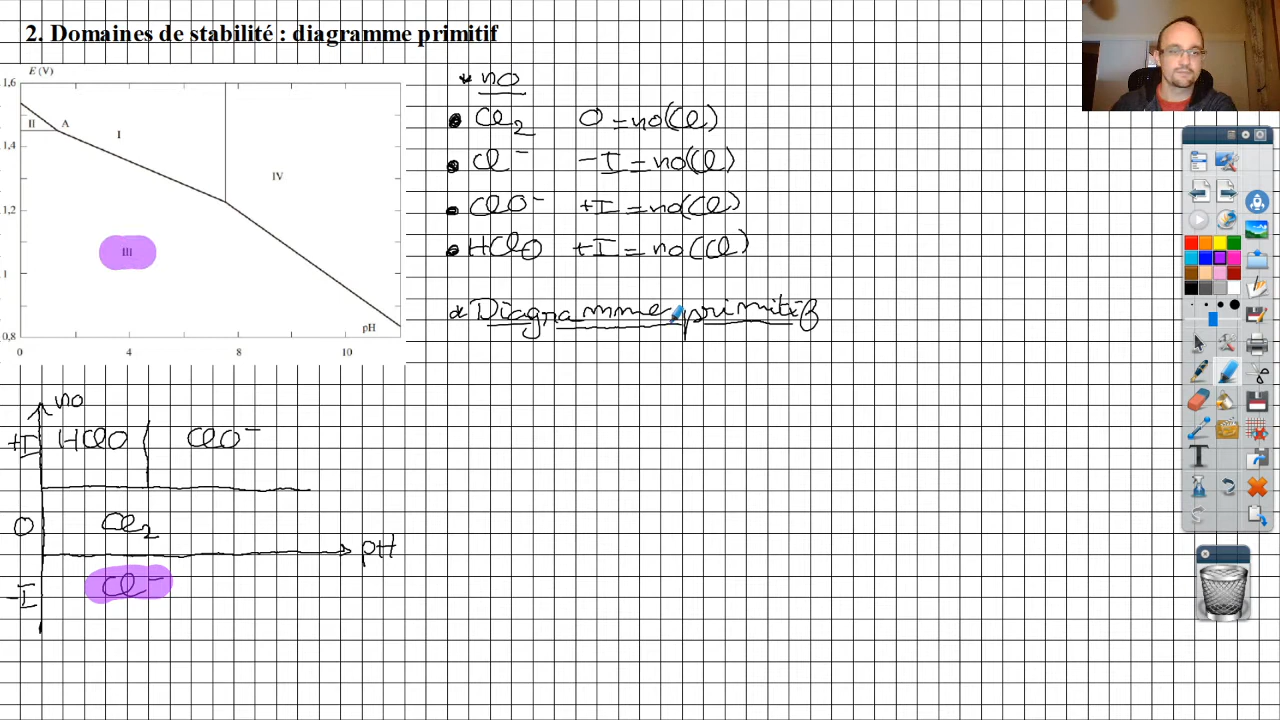 2. Domaines de stabilité : diagramme primitif
E (V)
1,6
II
A
I
1,4
IV
1,2
III
1
pH
0,8
0 4 8 10
* no
• Cl2 0 = no(Cl)
• Cl⁻ -I = no(Cl)
• ClO⁻ +I = no(Cl)
• HClO +I = no(Cl)
* Diagramme primitif
no
+I HClO ClO⁻
0 Cl2
pH
-I Cl⁻